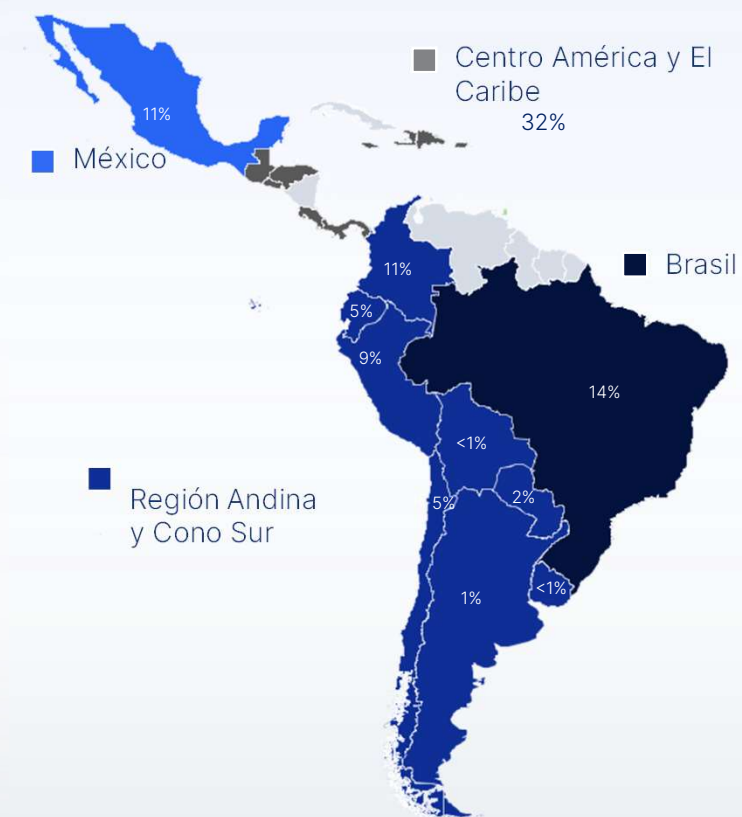 Centro América y El
Caribe
32%
11%
México
Brasil
11%
5%
9%
14%
<1%
Región Andina
y Cono Sur
5%
2%
1%
<1%